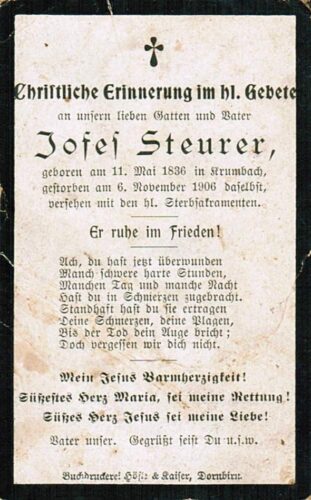 Christliche Erinnerung im hl. Gebete
an unsern lieben Gatten und Vater
Josef Steurer,
geboren am 11. Mai 1836 in Krumbach,
gestorben am 6. November 1906 daselbst,
versehen mit den hl. Sterbsakramenten.
Er ruhe im Frieden!
Ach, du hast jetzt überwunden
Manch schwere harte Stunden,
Manchen Tag und manche Nacht
Hast du in Schmerzen zugebracht.
Standhaft hast du sie ertragen
Deine Schmerzen, deine Plagen,
Bis der Tod dein Auge bricht;
Doch vergessen wir dich nicht.
Mein Jesus Barmherzigkeit!
Süßestes Herz Maria, sei meine Rettung!
Süßes Herz Jesus sei meine Liebe!
Vater unser. Gegrüßt seist Du u.s.w.
Buchdruckerei Höfle & Kaiser, Dornbirn.